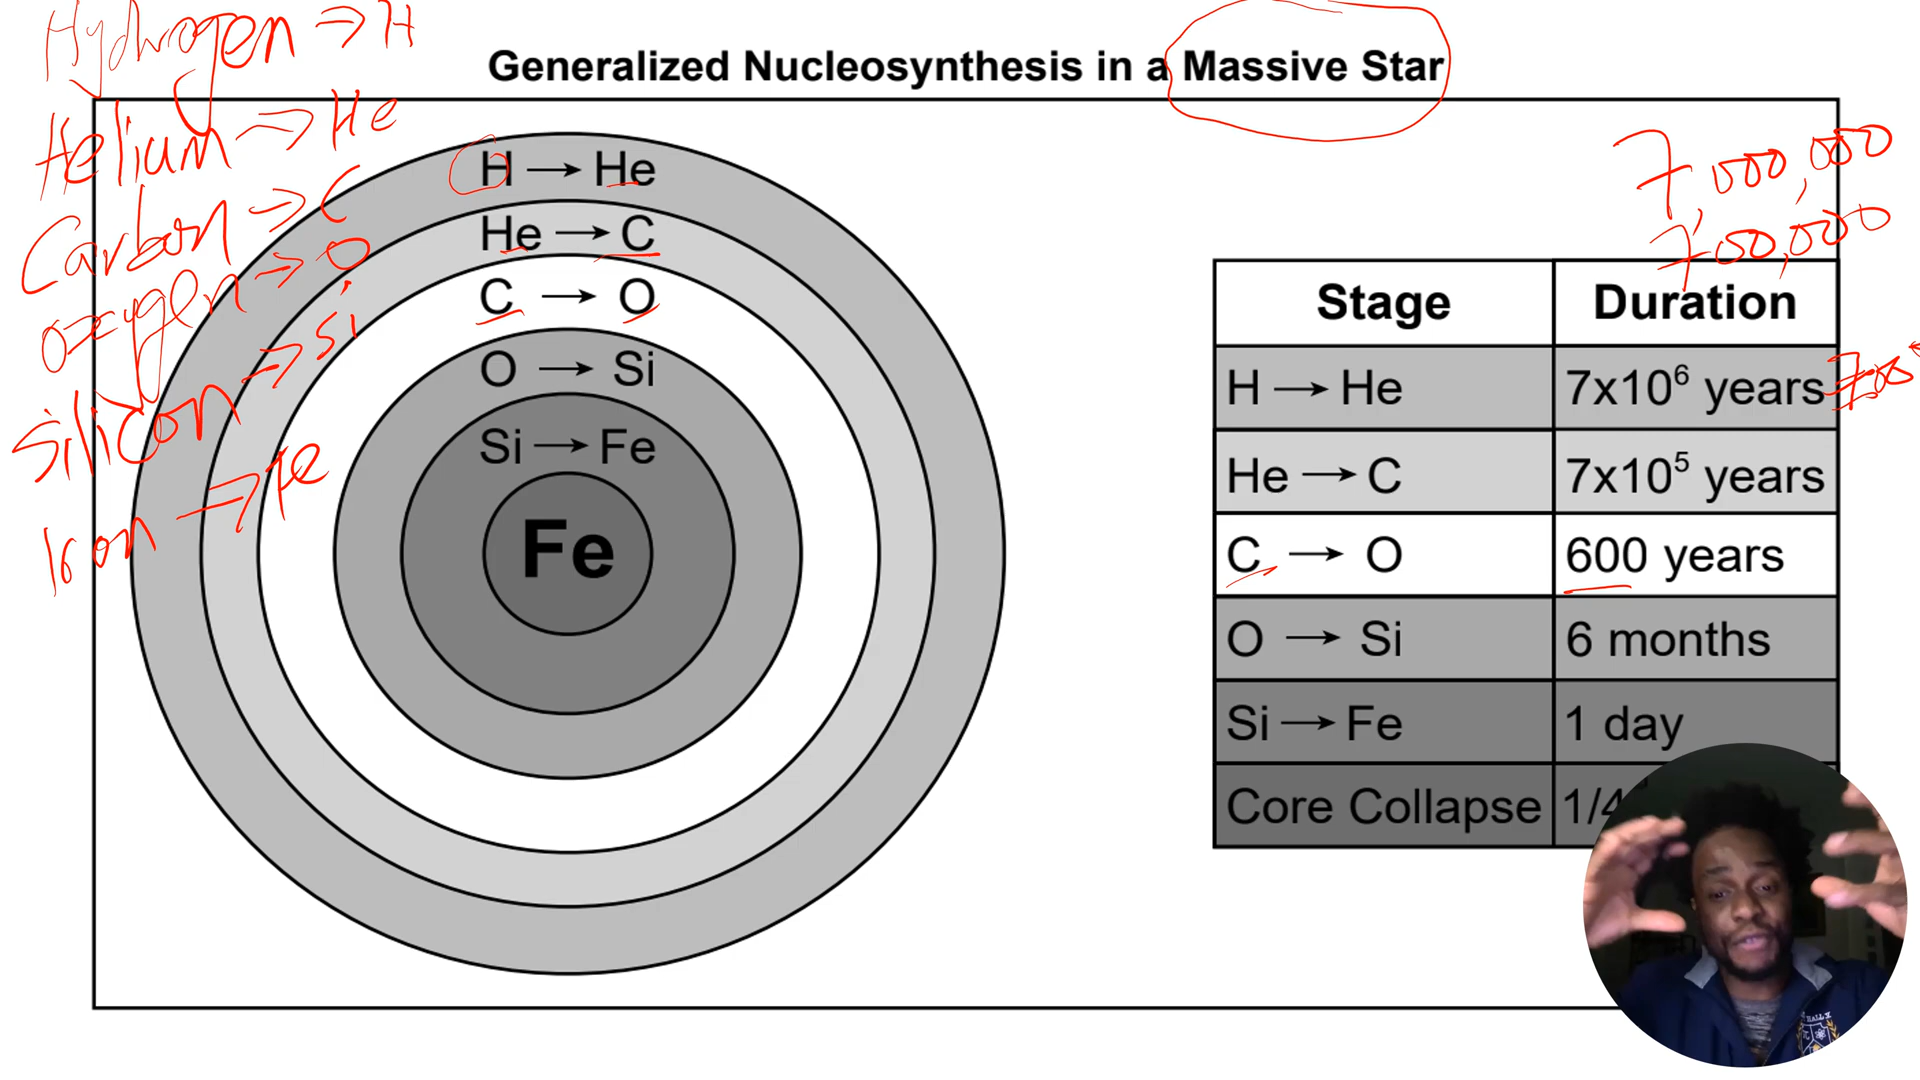 Hydrogen ⇒ H
Generalized Nucleosynthesis in a Massive Star
Helium ⇒ He
Carbon ⇒ C
Oxygen ⇒ O
Silicon ⇒ Si
Iron ⇒ Fe
H → He
He → C
C → O
O → Si
Si → Fe
Fe
7,000,000
700,000
Stage Duration
H → He 7x10⁶ years
He → C 7x10⁵ years
C → O 600 years
O → Si 6 months
Si → Fe 1 day
Core Collapse 1/4